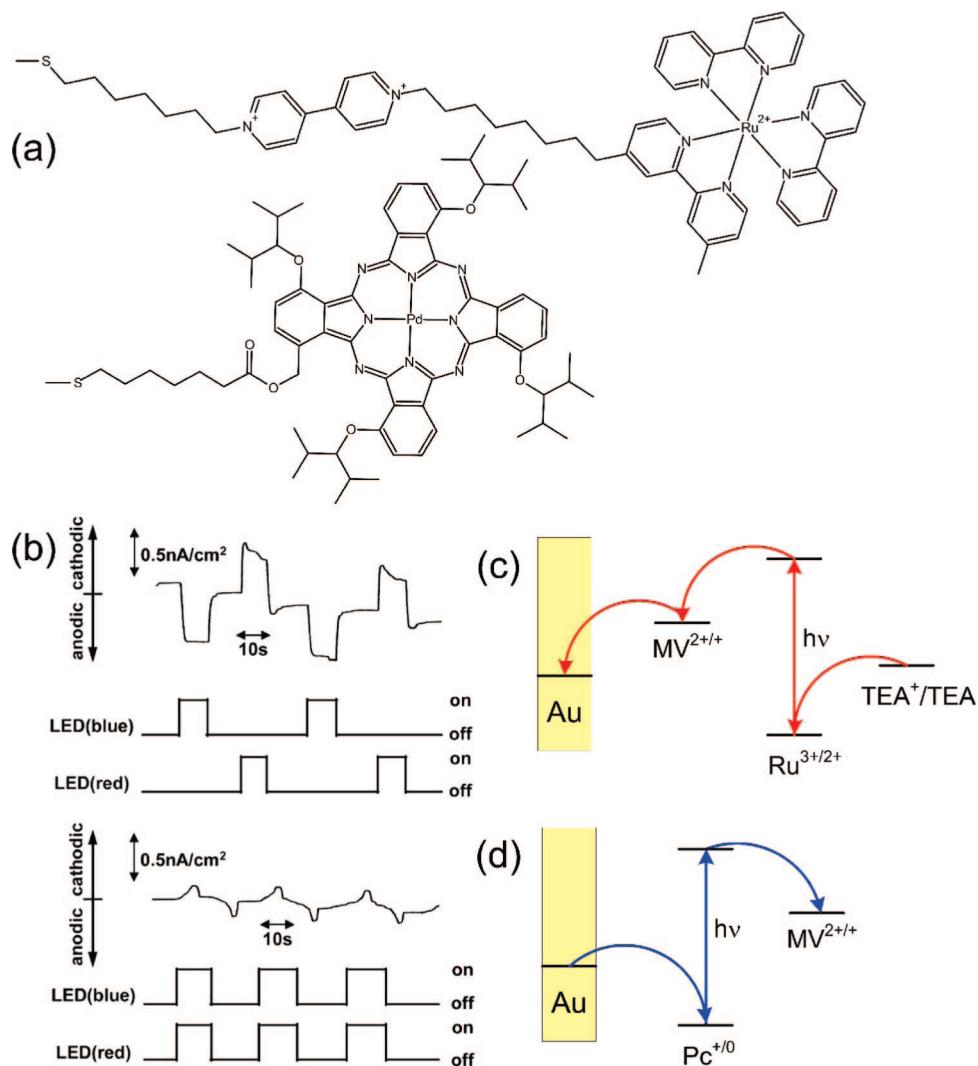 (a)
S
N+
N+
Ru2+
N
N
N
N
N
N
O
O
N
N
N
N
Pd
N
N
N
N
O
S
O
O
O
(b)
cathodic
anodic
0.5nA/cm²
10s
LED(blue)
on
off
LED(red)
on
off
cathodic
anodic
0.5nA/cm²
10s
LED(blue)
on
off
LED(red)
on
off
(c)
Au
MV2+/+
hν
TEA+/TEA
Ru3+/2+
(d)
Au
hν
MV2+/+
Pc+/0